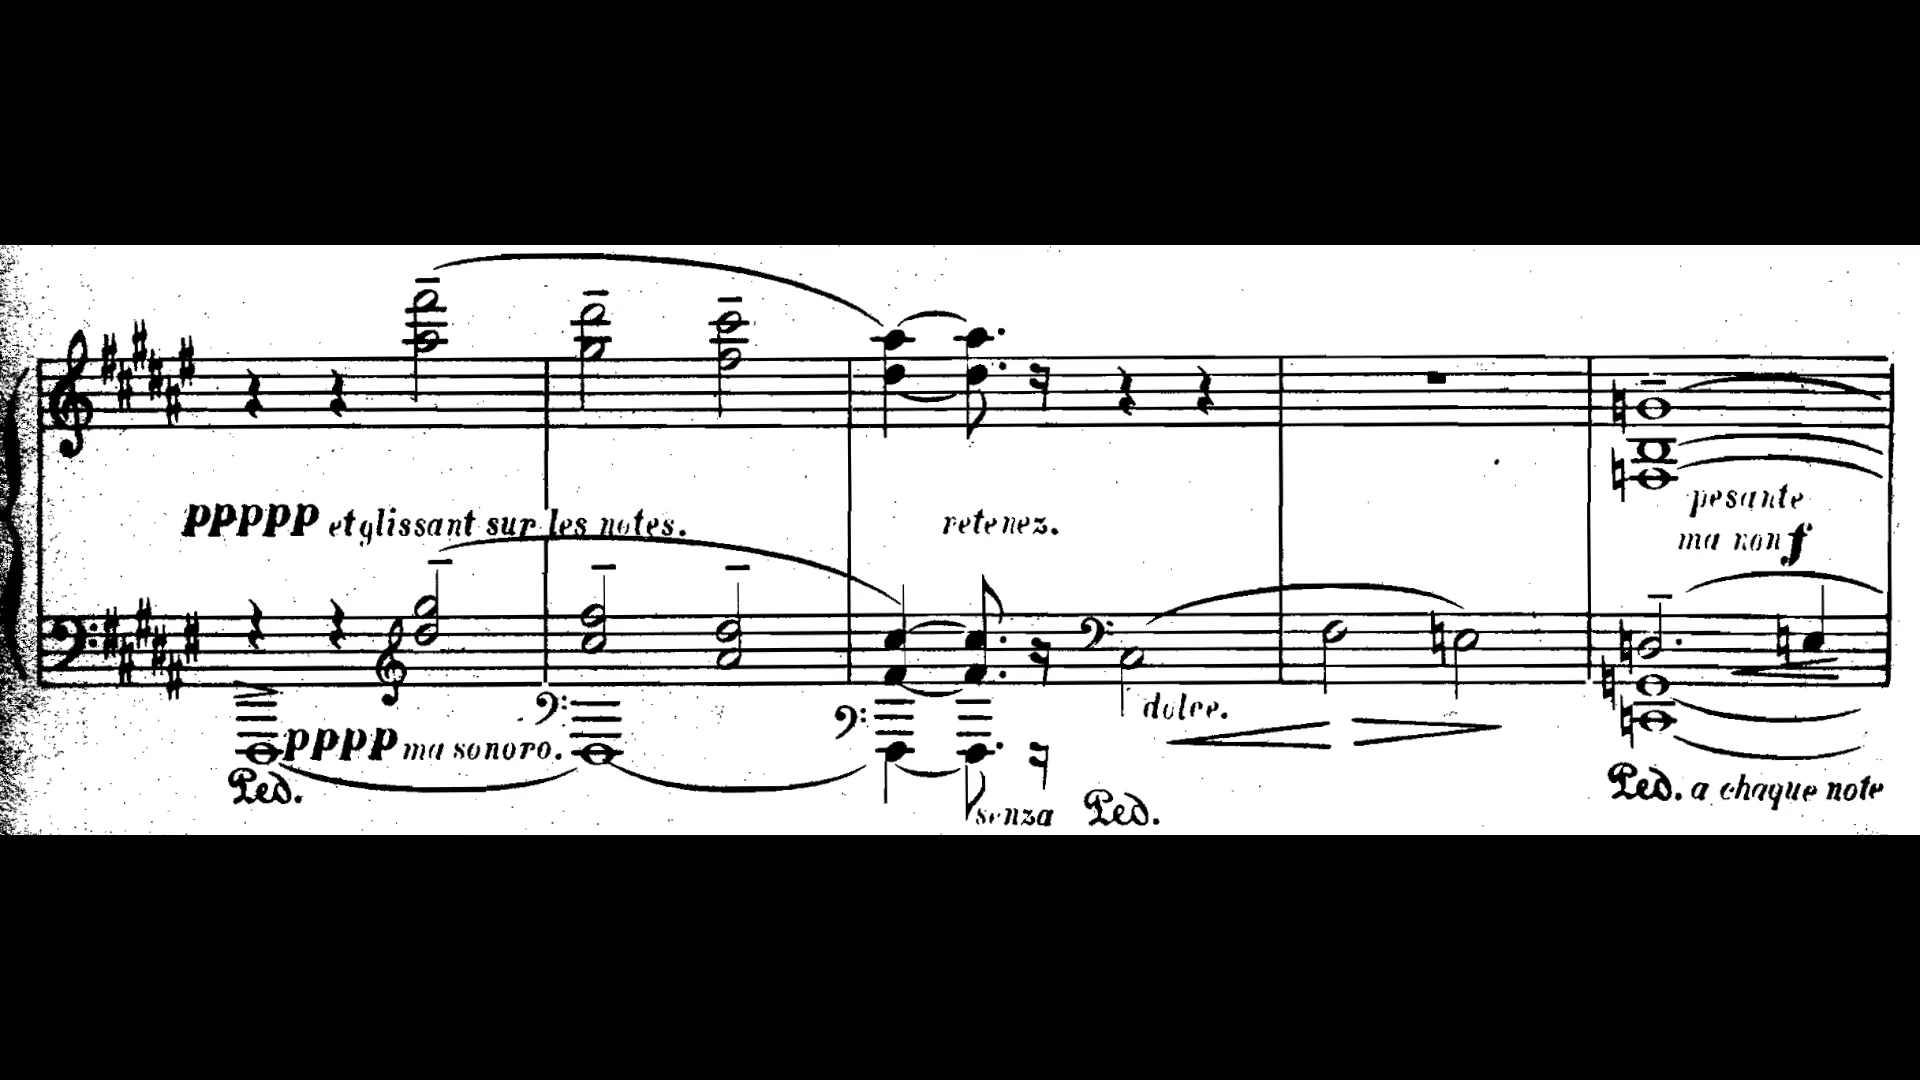 ppppp et glissant sur les notes.
retenez.
pesante
ma non f
pppp ma sonoro.
dolce.
Ped.
senza Ped.
Ped. a chaque note